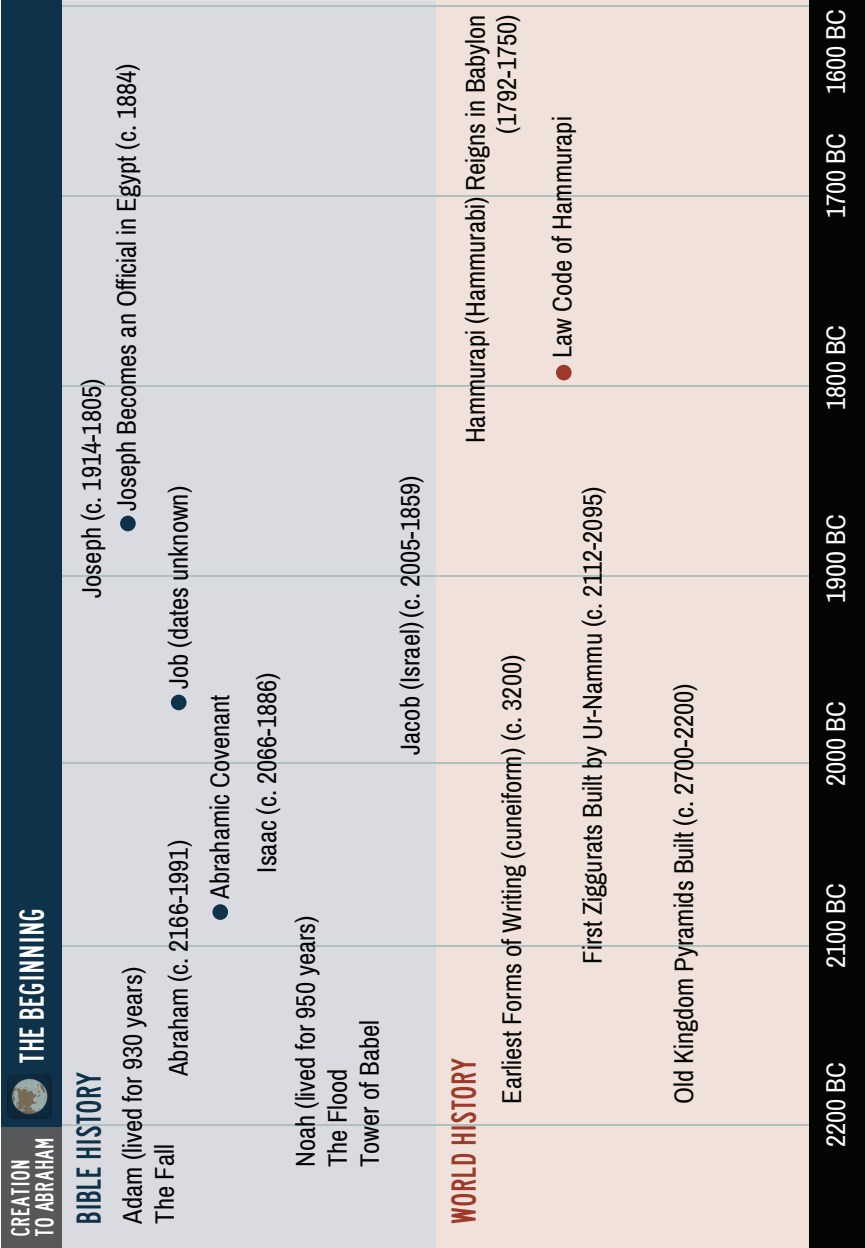 CREATION
TO ABRAHAM
THE BEGINNING
BIBLE HISTORY
Adam (lived for 930 years)
The Fall
Abraham (c. 2166-1991)
Abrahamic Covenant
Isaac (c. 2066-1886)
Noah (lived for 950 years)
The Flood
Tower of Babel
Joseph (c. 1914-1805)
Joseph Becomes an Official in Egypt (c. 1884)
Job (dates unknown)
Jacob (Israel) (c. 2005-1859)
WORLD HISTORY
Hammurapi (Hammurabi) Reigns in Babylon
(1792-1750)
Earliest Forms of Writing (cuneiform) (c. 3200)
Law Code of Hammurapi
First Ziggurats Built by Ur-Nammu (c. 2112-2095)
Old Kingdom Pyramids Built (c. 2700-2200)
2200 BC
2100 BC
2000 BC
1900 BC
1800 BC
1700 BC
1600 BC